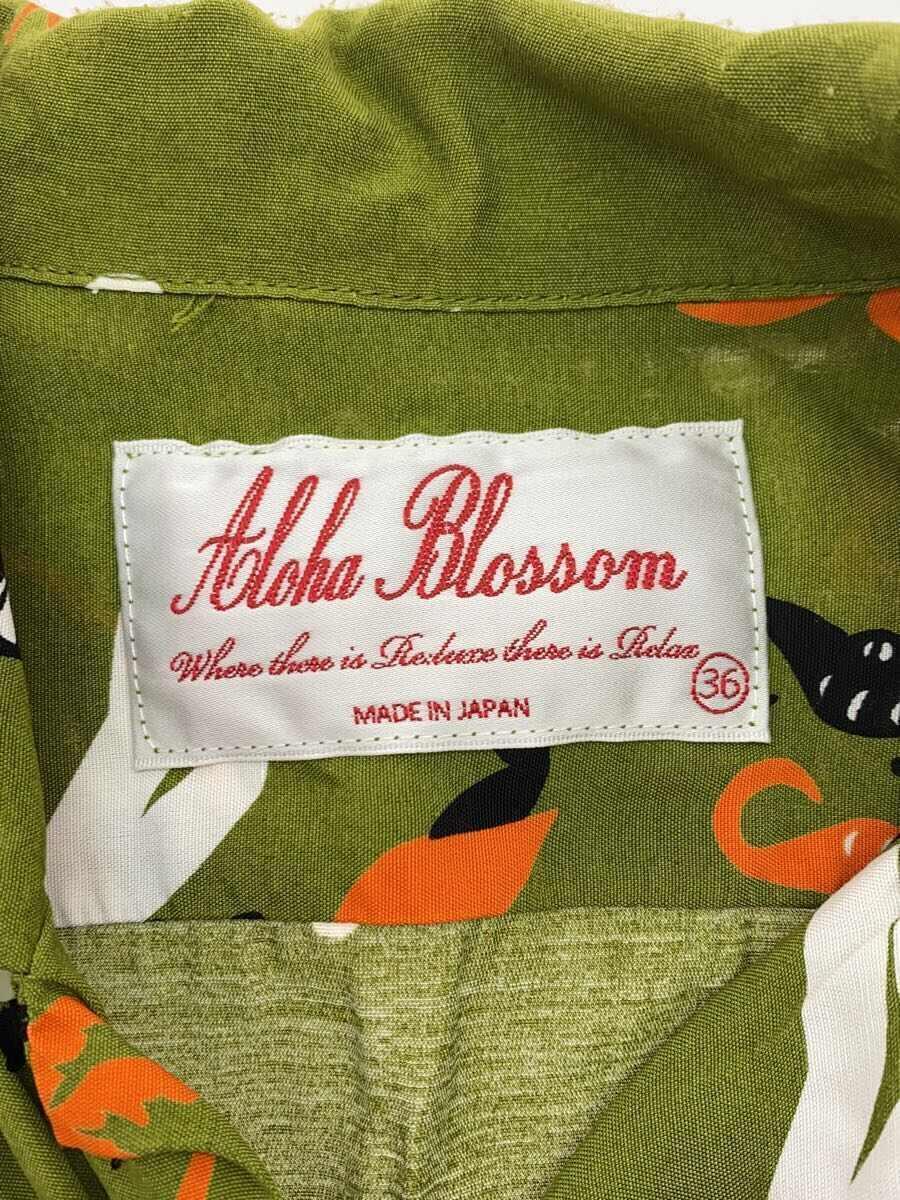 Aloha Blossom
Where there is Re:luxe there is Relax
36
MADE IN JAPAN